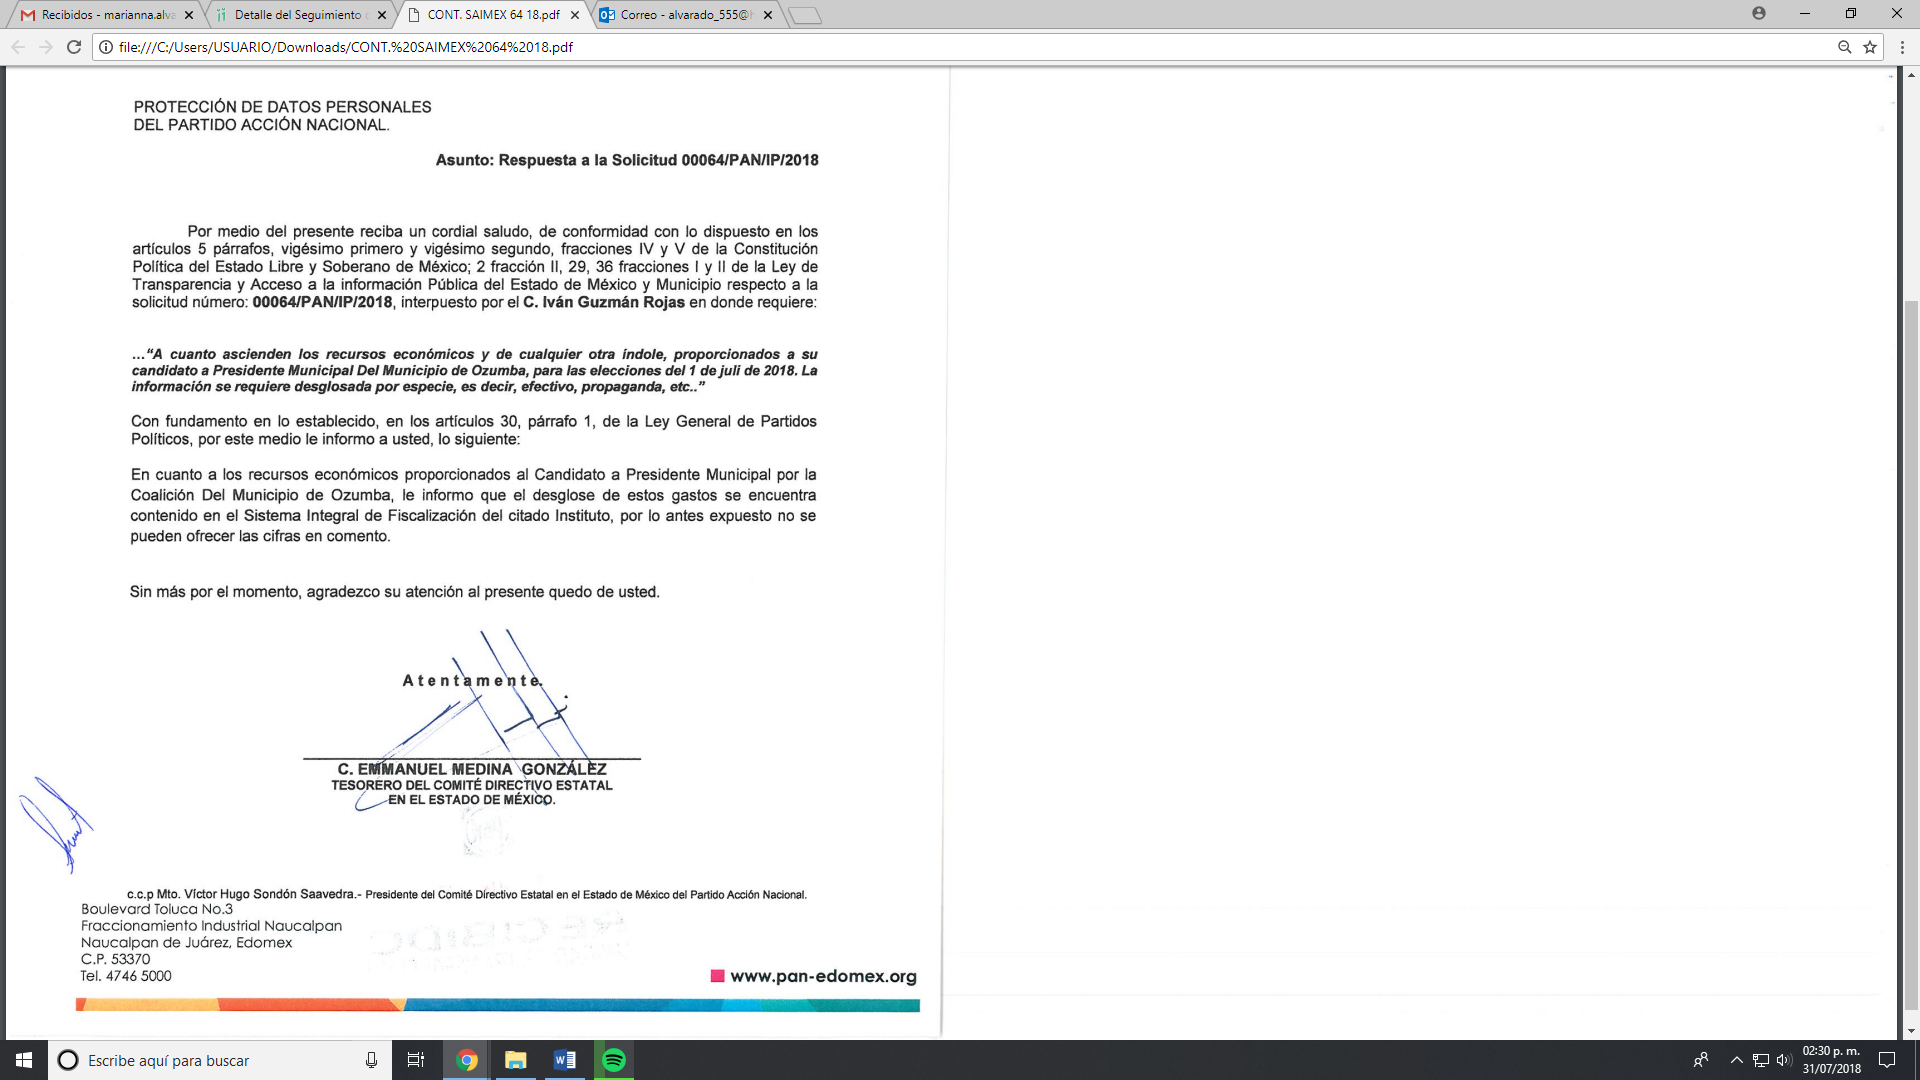 Recibidos - marianna.alva
Detalle del Seguimiento d
CONT. SAIMEX 64 18.pdf
Correo - alvarado_555@h
file:///C:/Users/USUARIO/Downloads/CONT.%20SAIMEX%2064%2018.pdf
PROTECCIÓN DE DATOS PERSONALES
DEL PARTIDO ACCIÓN NACIONAL.
Asunto: Respuesta a la Solicitud 00064/PAN/IP/2018
Por medio del presente reciba un cordial saludo, de conformidad con lo dispuesto en los
artículos 5 párrafos, vigésimo primero y vigésimo segundo, fracciones IV y V de la Constitución
Política del Estado Libre y Soberano de México; 2 fracción II, 29, 36 fracciones I y II de la Ley de
Transparencia y Acceso a la información Pública del Estado de México y Municipio respecto a la
solicitud número: 00064/PAN/IP/2018, interpuesto por el C. Iván Guzmán Rojas en donde requiere:
…“A cuanto ascienden los recursos económicos y de cualquier otra índole, proporcionados a su
candidato a Presidente Municipal Del Municipio de Ozumba, para las elecciones del 1 de juli de 2018. La
información se requiere desglosada por especie, es decir, efectivo, propaganda, etc..”
Con fundamento en lo establecido, en los artículos 30, párrafo 1, de la Ley General de Partidos
Políticos, por este medio le informo a usted, lo siguiente:
En cuanto a los recursos económicos proporcionados al Candidato a Presidente Municipal por la
Coalición Del Municipio de Ozumba, le informo que el desglose de estos gastos se encuentra
contenido en el Sistema Integral de Fiscalización del citado Instituto, por lo antes expuesto no se
pueden ofrecer las cifras en comento.
Sin más por el momento, agradezco su atención al presente quedo de usted.
Atentamente.
C. EMMANUEL MEDINA GONZÁLEZ
TESORERO DEL COMITÉ DIRECTIVO ESTATAL
EN EL ESTADO DE MÉXICO.
c.c.p Mto. Víctor Hugo Sondón Saavedra.- Presidente del Comité Directivo Estatal en el Estado de México del Partido Acción Nacional.
Boulevard Toluca No.3
Fraccionamiento Industrial Naucalpan
Naucalpan de Juárez, Edomex
C.P. 53370
Tel. 4746 5000
www.pan-edomex.org
Escribe aquí para buscar
02:30 p. m.
31/07/2018